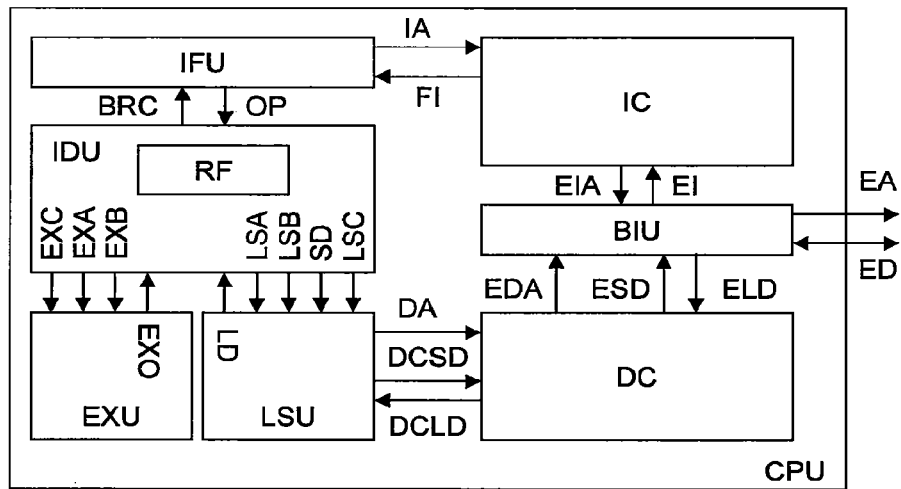 IA
IFU
FI
IC
BRC
OP
IDU
RF
EIA
EI
EA
EXC
EXA
EXB
LSA
LSB
SD
LSC
BIU
ED
EDA
ESD
ELD
EXO
LD
DA
DCSD
DC
EXU
LSU
DCLD
CPU